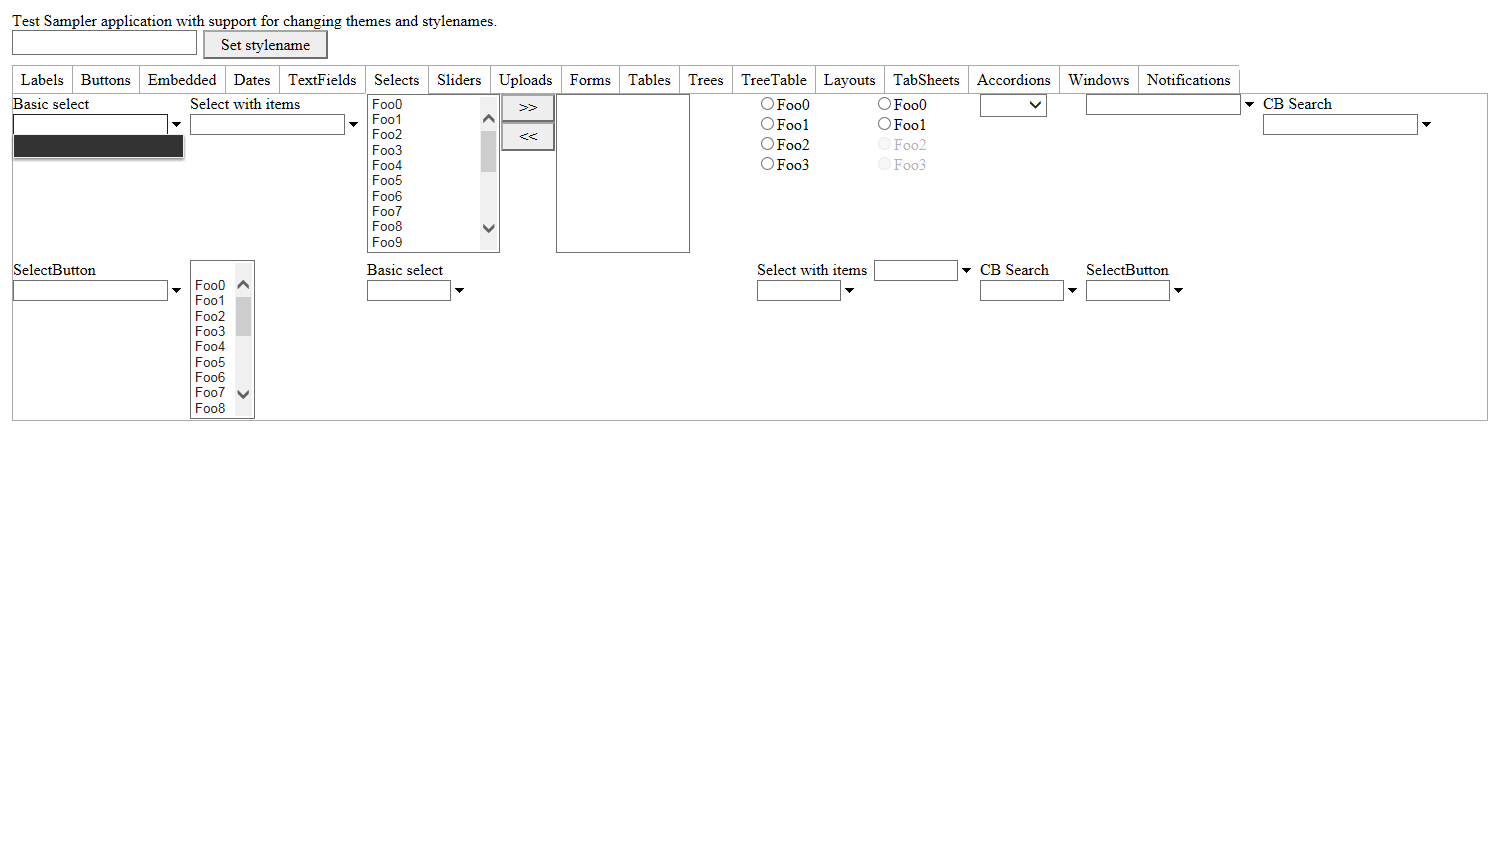 Test Sampler application with support for changing themes and stylenames.
Set stylename
Labels Buttons Embedded Dates TextFields Selects Sliders Uploads Forms Tables Trees TreeTable Layouts TabSheets Accordions Windows Notifications
Basic select
Select with items
Foo0
Foo1
Foo2
Foo3
Foo4
Foo5
Foo6
Foo7
Foo8
Foo9
>>
<<
Foo0
Foo1
Foo2
Foo3
Foo0
Foo1
Foo2
Foo3
CB Search
SelectButton
Foo0
Foo1
Foo2
Foo3
Foo4
Foo5
Foo6
Foo7
Foo8
Basic select
Select with items
CB Search
SelectButton